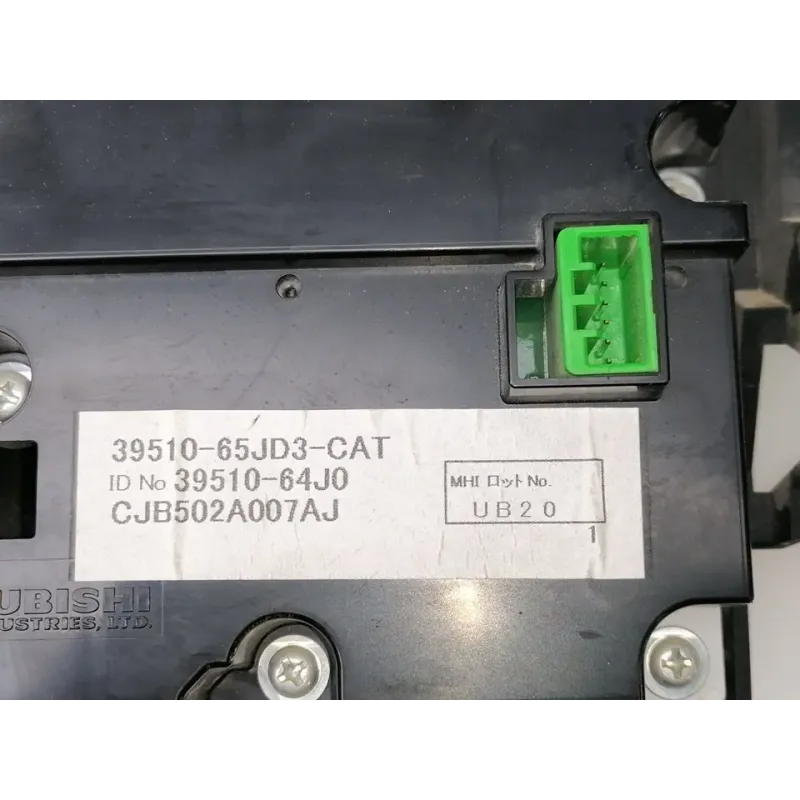 39510-65JD3-CAT
ID No 39510-64J0
CJB502A007AJ
MHI ロット No.
UB20
1
UBISHI
USTRIES, LTD.